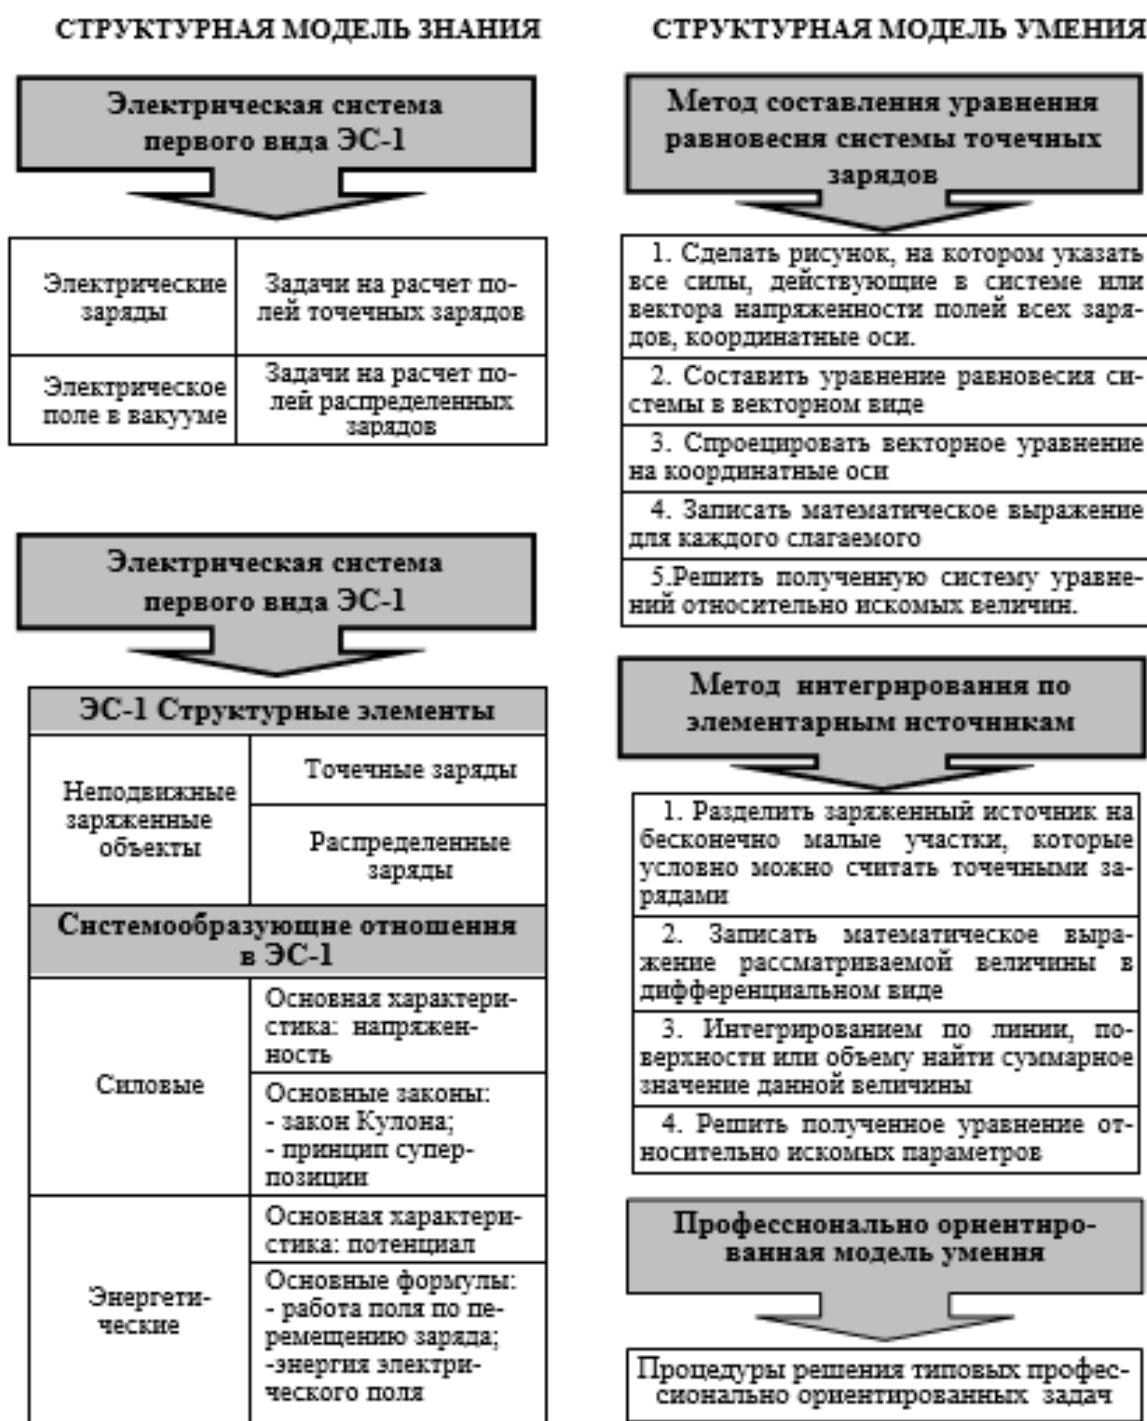 СТРУКТУРНАЯ МОДЕЛЬ ЗНАНИЯ
Электрическая система
первого вида ЭС-1
Электрические
заряды
Задачи на расчет по-
лей точечных зарядов
Электрическое
поле в вакууме
Задачи на расчет по-
лей распределенных
зарядов
Электрическая система
первого вида ЭС-1
ЭС-1 Структурные элементы
Неподвижные
заряженные
объекты
Точечные заряды
Распределенные
заряды
Системообразующие отношения
в ЭС-1
Силовые
Основная характери-
стика: напряжен-
ность
Основные законы:
- закон Кулона;
- принцип супер-
позиции
Энергети-
ческие
Основная характери-
стика: потенциал
Основные формулы:
- работа поля по пе-
ремещению заряда;
-энергия электри-
ческого поля
СТРУКТУРНАЯ МОДЕЛЬ УМЕНИЯ
Метод составления уравнения
равновесия системы точечных
зарядов
1. Сделать рисунок, на котором указать
все силы, действующие в системе или
вектора напряженности полей всех заря-
дов, координатные оси.
2. Составить уравнение равновесия си-
стемы в векторном виде
3. Спроецировать векторное уравнение
на координатные оси
4. Записать математическое выражение
для каждого слагаемого
5.Решить полученную систему уравне-
ний относительно искомых величин.
Метод интегрирования по
элементарным источникам
1. Разделить заряженный источник на
бесконечно малые участки, которые
условно можно считать точечными за-
рядами
2. Записать математическое выра-
жение рассматриваемой величины в
дифференциальном виде
3. Интегрированием по линии, по-
верхности или объему найти суммарное
значение данной величины
4. Решить полученное уравнение от-
носительно искомых параметров
Профессионально ориентиро-
ванная модель умения
Процедуры решения типовых профес-
сионально ориентированных задач